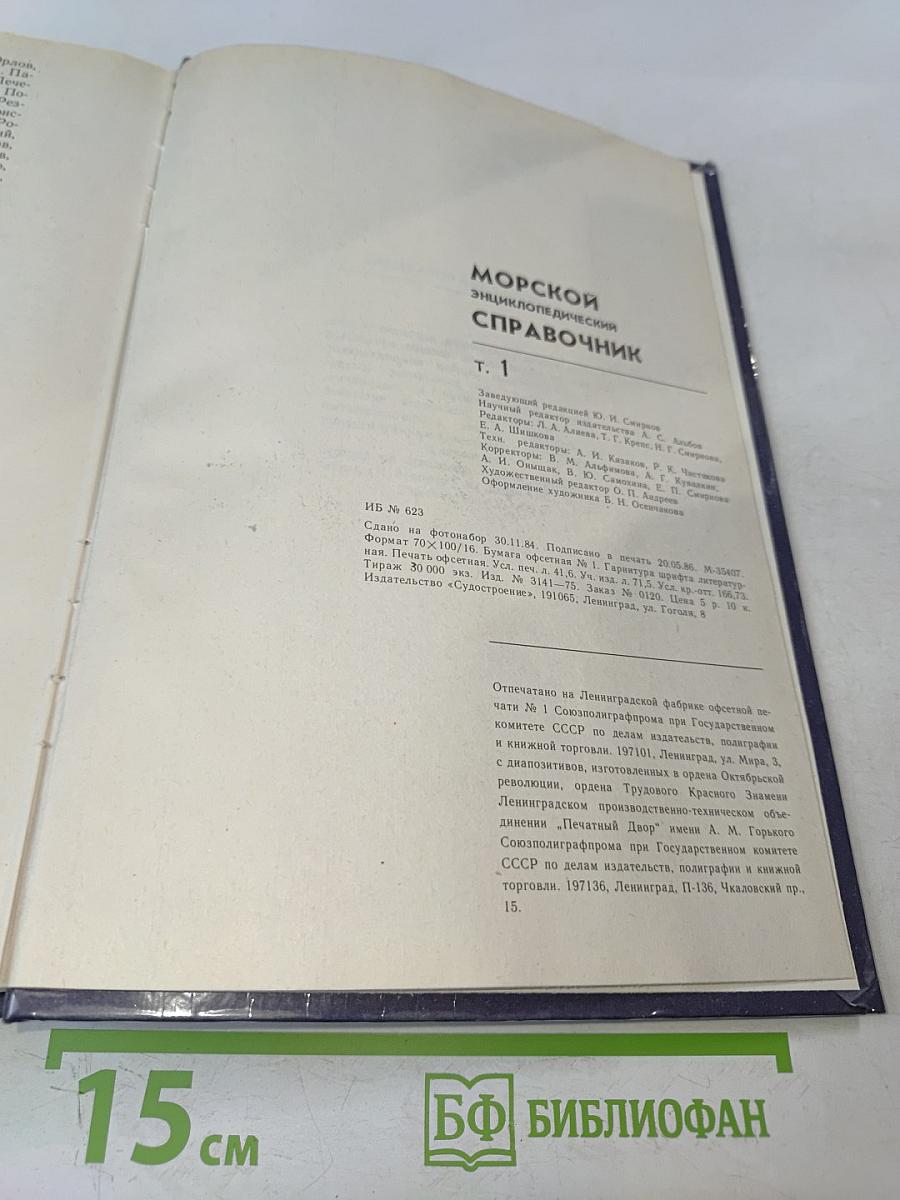 Орлов,
Па-
Пече-
По-
Рез-
МОРСКОЙ
ЭНЦИКЛОПЕДИЧЕСКИЙ
СПРАВОЧНИК
т. 1
Заведующий редакцией Ю. И. Смирнов
Научный редактор издательства А. С. Альбов
Редакторы: Л. А. Алиева, Т. Г. Крепс, Н. Г. Смирнова,
Е. А. Шишкова
Техн. редакторы: А. И. Казаков, Р. К. Чистякова
Корректоры: В. М. Альфимова, А. Г. Кувалкин,
А. И. Онышак, В. Ю. Самохина, Е. П. Смирнова
Художественный редактор О. П. Андреев
Оформление художника Б. Н. Осенчакова
ИБ № 623
Сдано на фотонабор 30.11.84. Подписано в печать 20.05.86. М-35407.
Формат 70×100/16. Бумага офсетная № 1. Гарнитура шрифта литератур-
ная. Печать офсетная. Усл. печ. л. 41,6. Уч. изд. л. 71,5. Усл. кр.-отт. 166,73.
Тираж 30 000 экз. Изд. № 3141—75. Заказ № 0120. Цена 5 р. 10 к.
Издательство «Судостроение», 191065, Ленинград, ул. Гоголя, 8
Отпечатано на Ленинградской фабрике офсетной пе-
чати № 1 Союзполиграфпрома при Государственном
комитете СССР по делам издательств, полиграфии
и книжной торговли. 197101, Ленинград, ул. Мира, 3,
с диапозитивов, изготовленных в ордена Октябрьской
революции, ордена Трудового Красного Знамени
Ленинградском производственно-техническом объе-
динении „Печатный Двор" имени А. М. Горького
Союзполиграфпрома при Государственном комитете
СССР по делам издательств, полиграфии и книжной
торговли. 197136, Ленинград, П-136, Чкаловский пр.,
15.
15 см
БФ БИБЛИОФАН